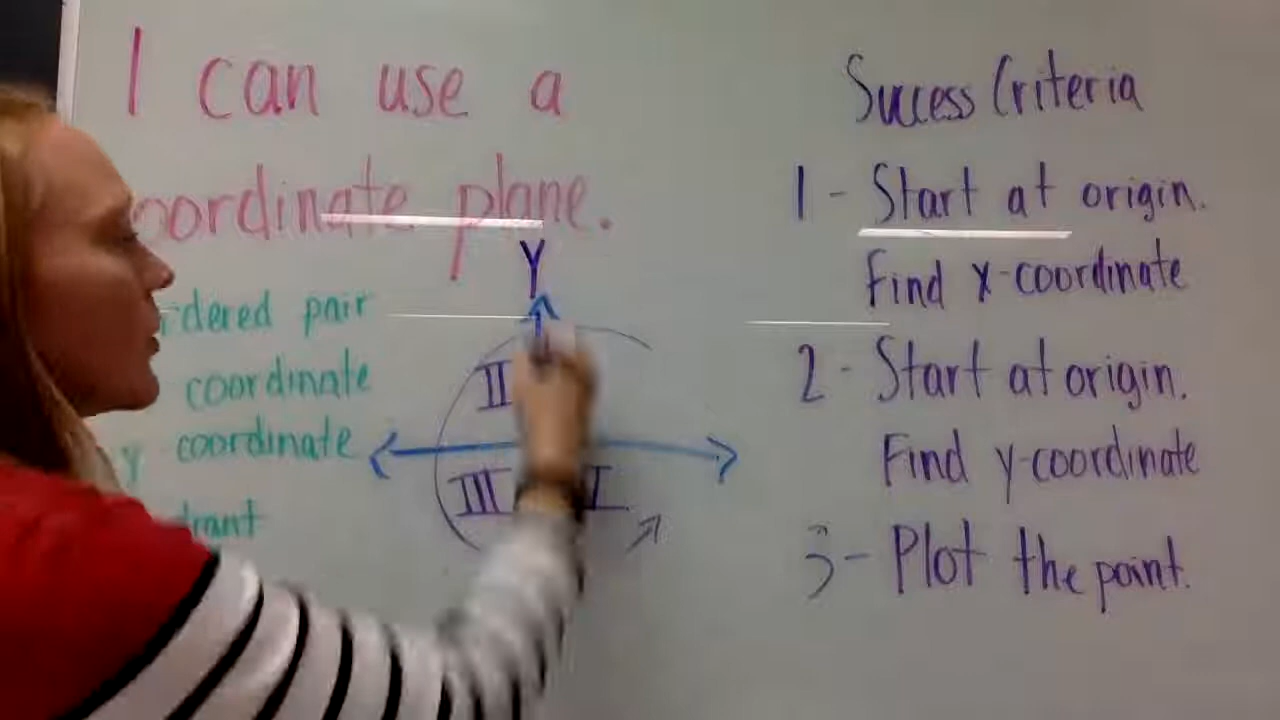 I can use a
oordinate plane.
rdered pair
coordinate
y coordinate
drant
Y
II
III
Success Criteria
1 - Start at origin.
Find x-coordinate
2 - Start at origin.
Find y-coordinate
3 - Plot the point.